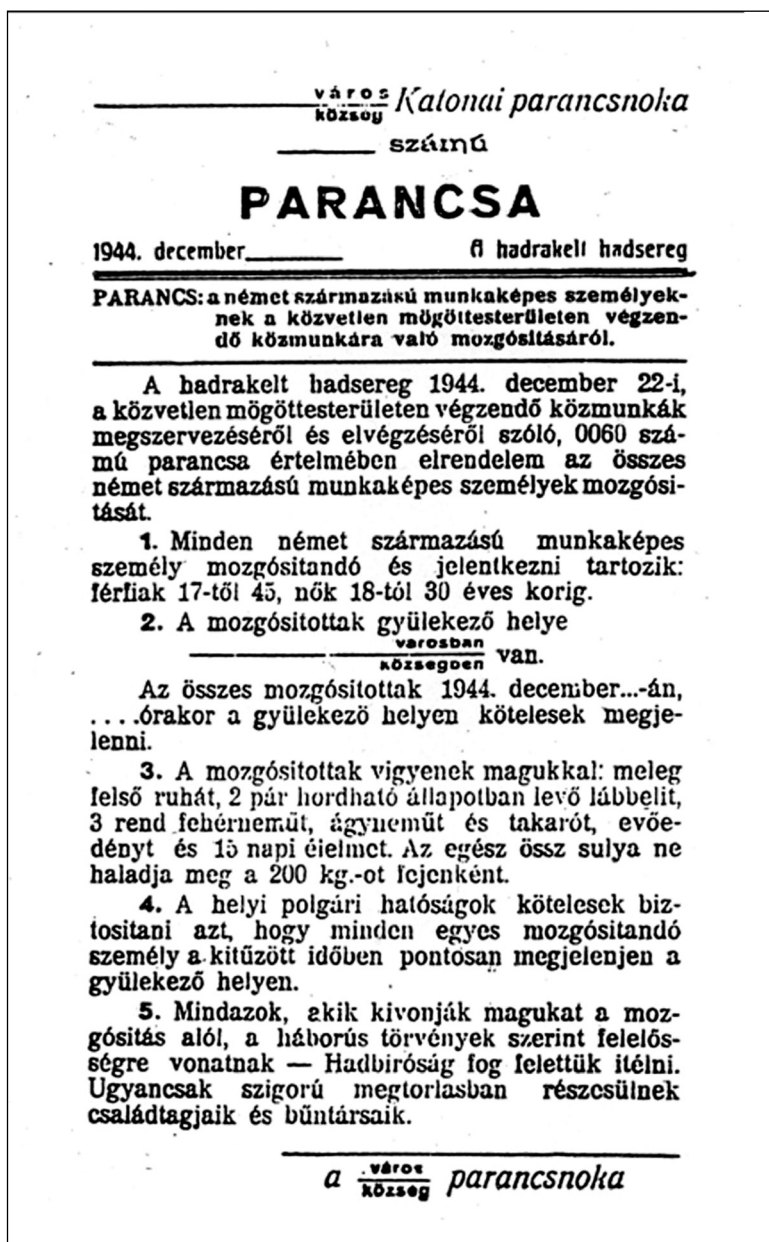 város Katonai parancsnoka
község
______ számú
PARANCSA
1944. december______ A hadrakelt hadsereg
PARANCS: a német származású munkaképes személyek-
nek a közvetlen mögöttesterületen végzen-
dő közmunkára való mozgósitásáról.
A hadrakelt hadsereg 1944. december 22-i,
a közvetlen mögöttesterületen végzendő közmunkák
megszervezéséről és elvégzéséről szóló, 0060 szá-
mú parancsa értelmében elrendelem az összes
német származású munkaképes személyek mozgósi-
tását.
1. Minden német származású munkaképes
személy mozgósitandó és jelentkezni tartozik:
férfiak 17-től 45, nők 18-tól 30 éves korig.
2. A mozgósitottak gyülekező helye
városban
községben van.
Az összes mozgósitottak 1944. december...-án,
....órakor a gyülekezö helyen kötelesek megje-
lenni.
3. A mozgósitottak vigyenek magukkal: meleg
felső ruhát, 2 pár hordható állapotban levő lábbelit,
3 rend fehérneműt, ágyneműt és takarót, evőe-
dényt és 15 napi élelmet. Az egész össz sulya ne
haladja meg a 200 kg.-ot fejenként.
4. A helyi polgári hatóságok kötelesek biz-
tositani azt, hogy minden egyes mozgósitandó
személy a kitűzött időben pontosan megjelenjen a
gyülekező helyen.
5. Mindazok, akik kivonják magukat a moz-
gósitás alól, a háborús törvények szerint felelős-
ségre vonatnak — Hadbiróság fog felettük itélni.
Ugyancsak szigorú megtorlasban részesülnek
családtagjaik és bűntársaik.
a város parancsnoka
község